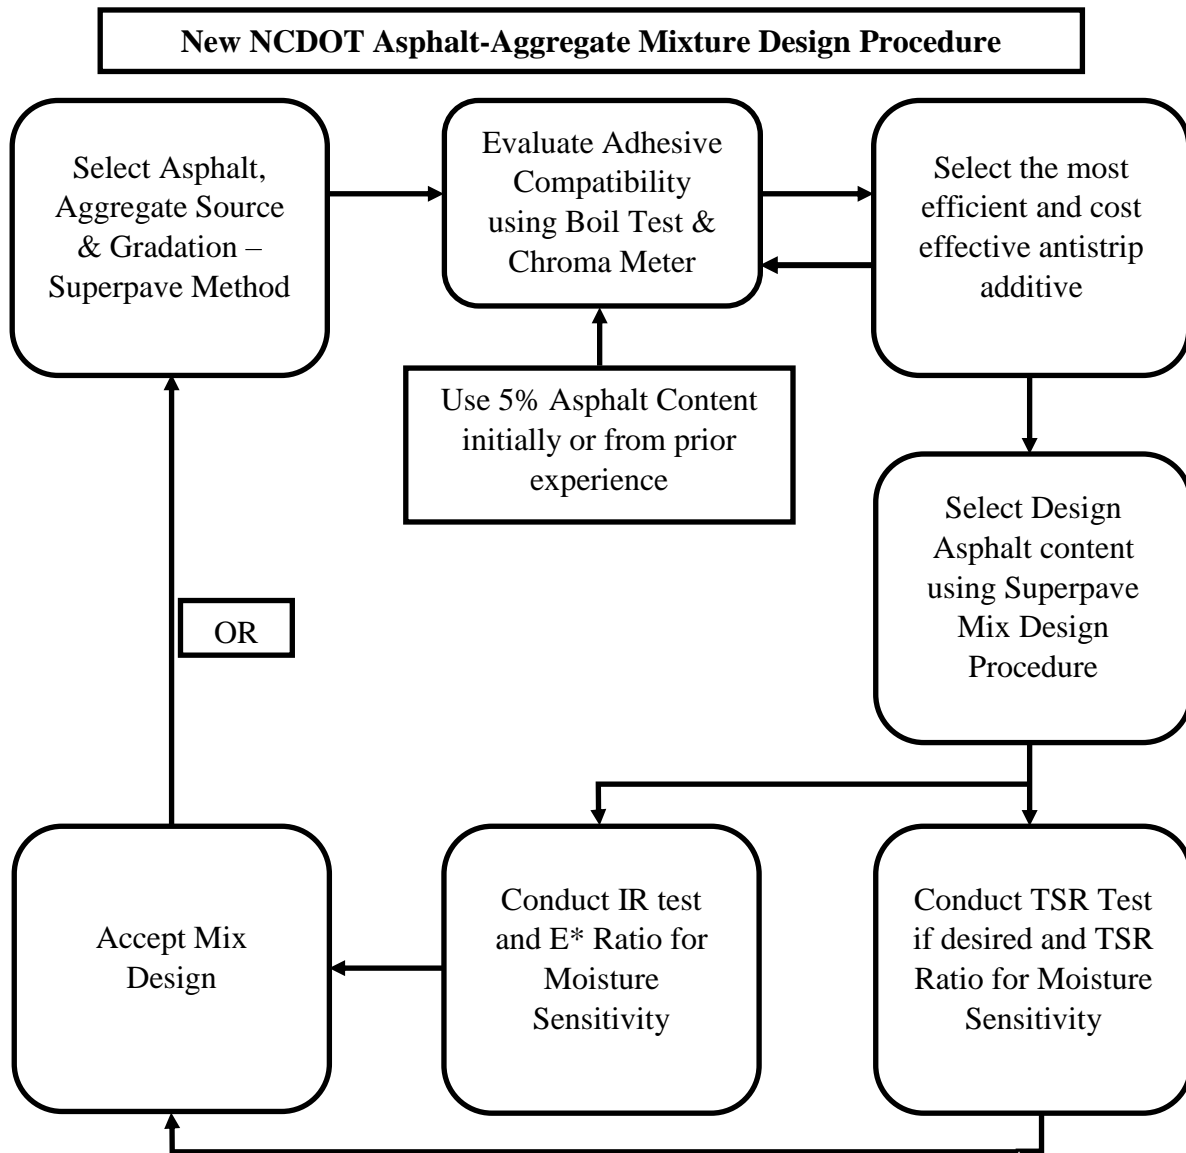 New NCDOT Asphalt-Aggregate Mixture Design Procedure
Select Asphalt,
Aggregate Source
& Gradation –
Superpave Method
Evaluate Adhesive
Compatibility
using Boil Test &
Chroma Meter
Select the most
efficient and cost
effective antistrip
additive
Use 5% Asphalt Content
initially or from prior
experience
Select Design
Asphalt content
using Superpave
Mix Design
Procedure
OR
Accept Mix
Design
Conduct IR test
and E* Ratio for
Moisture
Sensitivity
Conduct TSR Test
if desired and TSR
Ratio for Moisture
Sensitivity